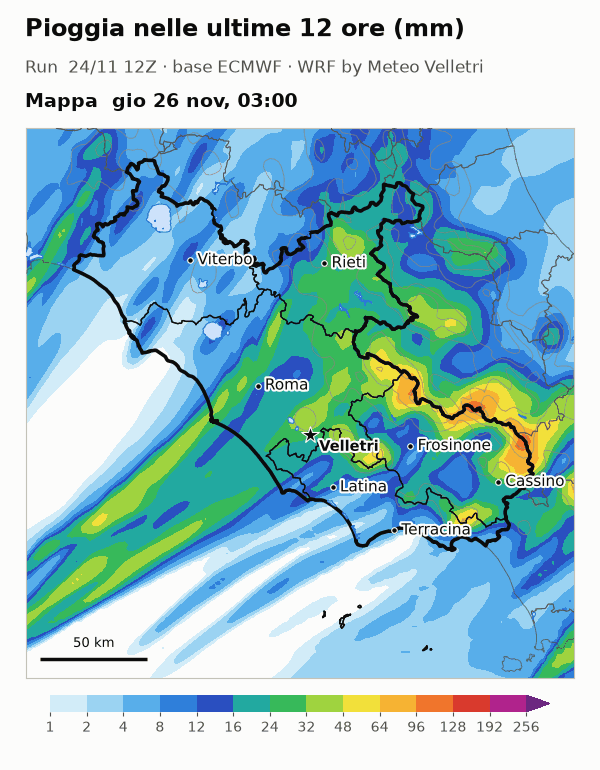 Pioggia nelle ultime 12 ore (mm)
Run  24/11 12Z · base ECMWF · WRF by Meteo Velletri
Mappa  gio 26 nov, 03:00
Viterbo
Rieti
Roma
Velletri
Frosinone
Cassino
Latina
Terracina
50 km
1 2 4 8 12 16 24 32 48 64 96 128 192 256